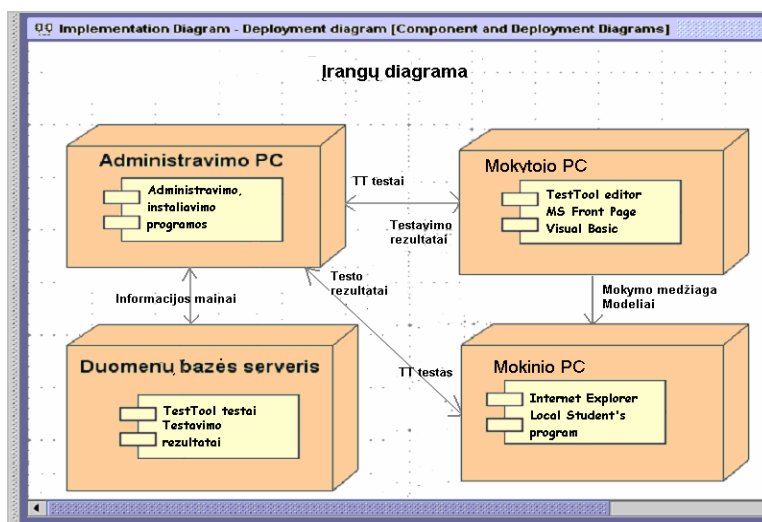 Implementation Diagram - Deployment diagram [Component and Deployment Diagrams]
Įrangų diagrama
Administravimo PC
Administravimo,
instaliavimo
programos
TT testai
Testavimo
rezultatai
Mokytojo PC
TestTool editor
MS Front Page
Visual Basic
Informacijos mainai
Testo
rezultatai
Mokymo medžiaga
Modeliai
Duomenų bazės serveris
TestTool testai
Testavimo
rezultatai
TT testas
Mokinio PC
Internet Explorer
Local Student's
program